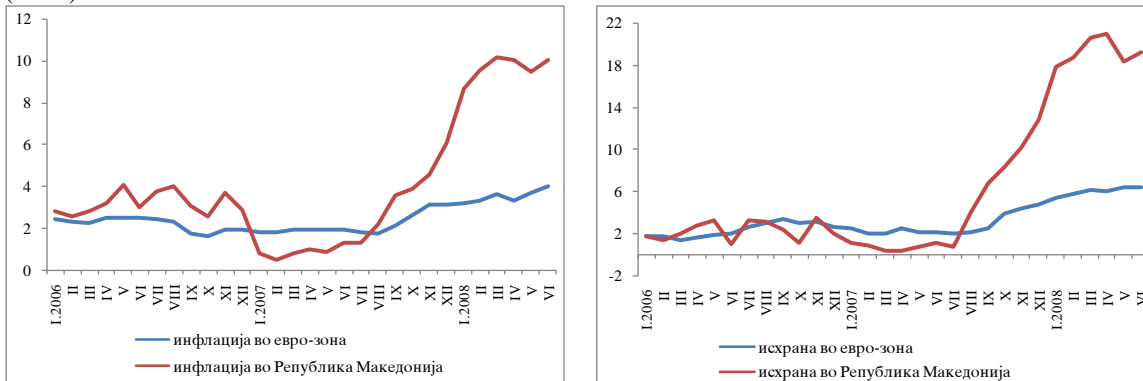 12
10
8
6
4
2
0
I.2006
II
III
IV
V
VI
VII
VIII
IX
X
XI
XII
I.2007
II
III
IV
V
VI
VII
VIII
IX
X
XI
XII
I.2008
II
III
IV
V
VI
инфлација во евро-зона
инфлација во Република Македонија
22
18
14
10
6
2
-2
I.2006
II
III
IV
V
VI
VII
VIII
IX
X
XI
XII
I.2007
II
III
IV
V
VI
VII
VIII
IX
X
XI
XII
I.2008
II
III
IV
V
VI
исхрана во евро-зона
исхрана во Република Македонија